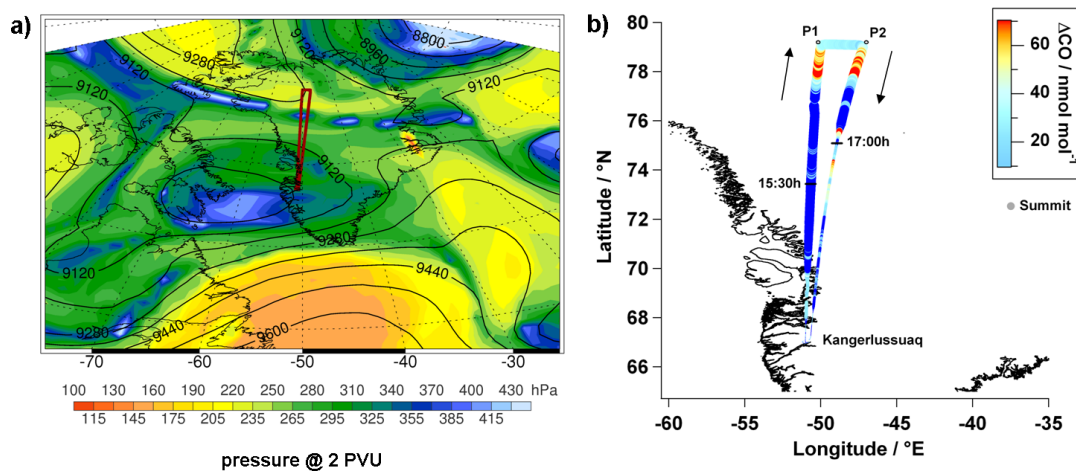 a)
9120
9280
9120
8960
8800
9120
9120
9120
9280
9120
9440
9280
9440
9600
-70
-60
-50
-40
-30
-25
100 130 160 190 220 250 280 310 340 370 400 430 hPa
115 145 175 205 235 265 295 325 355 385 415
pressure @ 2 PVU
b)
80
78
76
74
72
70
68
66
Latitude / °N
P1
P2
17:00h
15:30h
Kangerlussuaq
-60
-55
-50
-45
-40
-35
Longitude / °E
60
40
20
ΔCO / nmol mol⁻¹
Summit